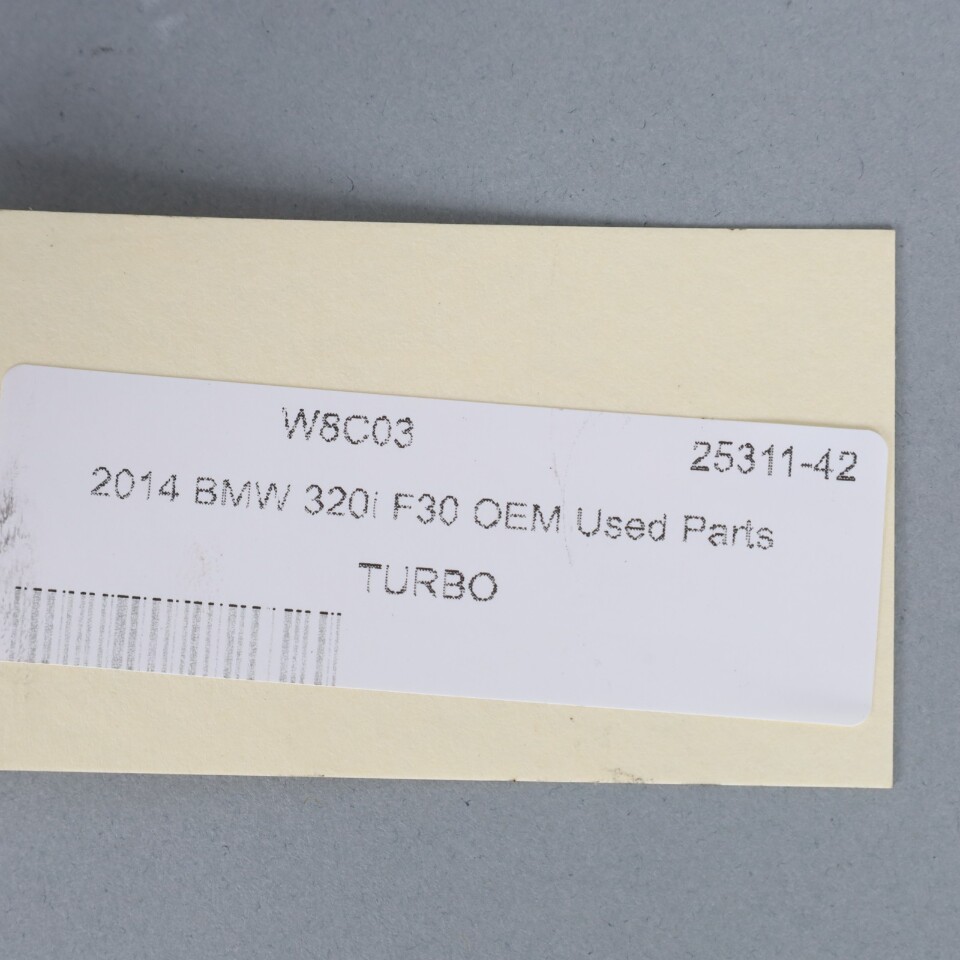 W8C03 25311-42
2014 BMW 320i F30 OEM Used Parts
TURBO